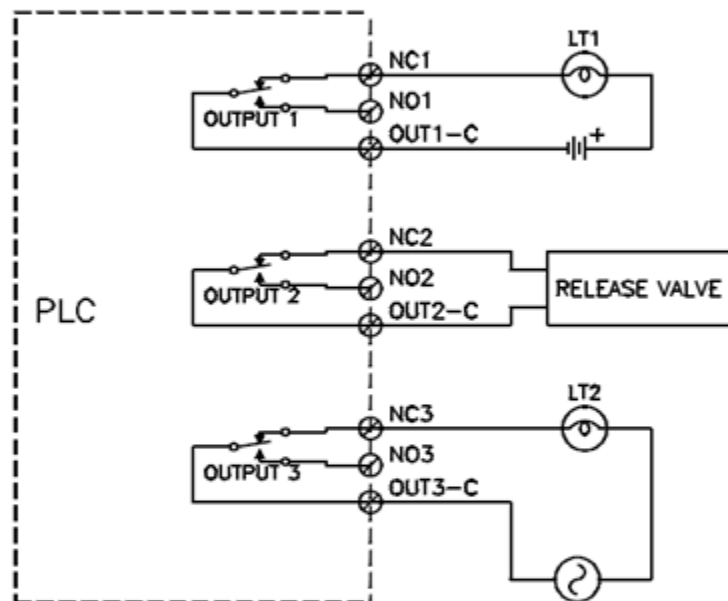 LT1
NC1
NO1
OUTPUT 1
OUT1-C
+
NC2
NO2
OUTPUT 2
RELEASE VALVE
OUT2-C
PLC
LT2
NC3
NO3
OUTPUT 3
OUT3-C